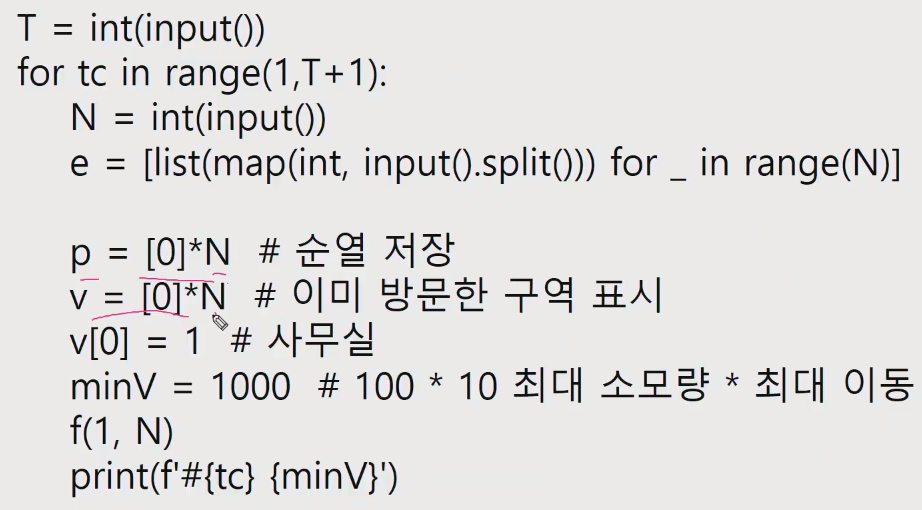 T = int(input())
for tc in range(1,T+1):
N = int(input())
e = [list(map(int, input().split())) for _ in range(N)]
p = [0]*N # 순열 저장
v = [0]*N # 이미 방문한 구역 표시
v[0] = 1 # 사무실
minV = 1000 # 100 * 10 최대 소모량 * 최대 이동
f(1, N)
print(f'#{tc} {minV}')